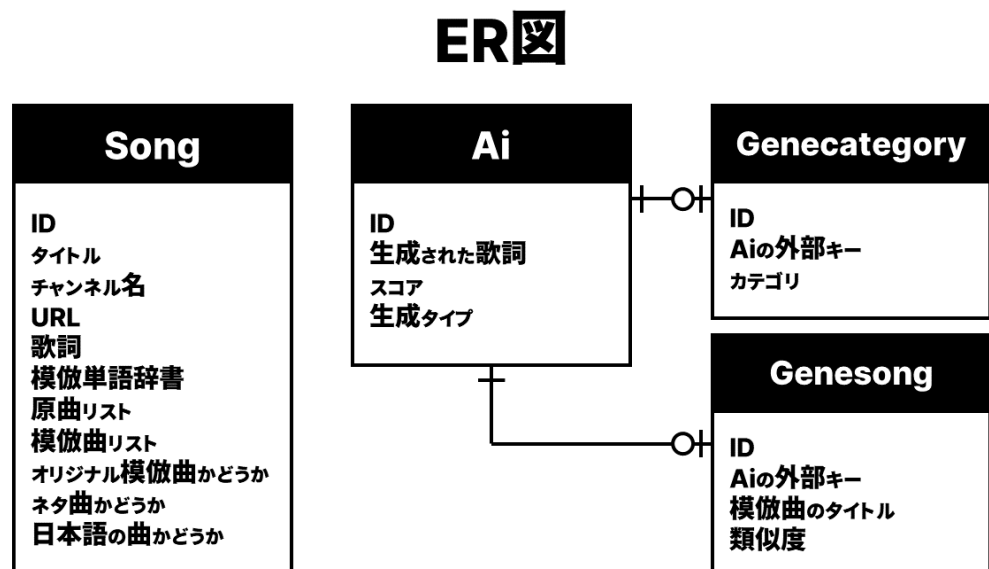 ER図
Song
ID
タイトル
チャンネル名
URL
歌詞
模倣単語辞書
原曲リスト
模倣曲リスト
オリジナル模倣曲かどうか
ネタ曲かどうか
日本語の曲かどうか
Ai
ID
生成された歌詞
スコア
生成タイプ
Genecategory
ID
Aiの外部キー
カテゴリ
Genesong
ID
Aiの外部キー
模倣曲のタイトル
類似度